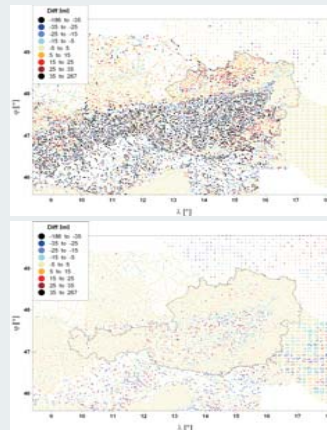 Diff [m]
-186 to -35
-35 to -25
-25 to -15
-15 to -5
-5 to 5
5 to 15
15 to 25
25 to 35
35 to 267
φ [°]
49
48
47
46
9 10 11 12 13 14 15 16 17 18
λ [°]
Diff [m]
-186 to -35
-35 to -25
-25 to -15
-15 to -5
-5 to 5
5 to 15
15 to 25
25 to 35
35 to 267
φ [°]
49
48
47
46
9 10 11 12 13 14 15 16 17 18
λ [°]